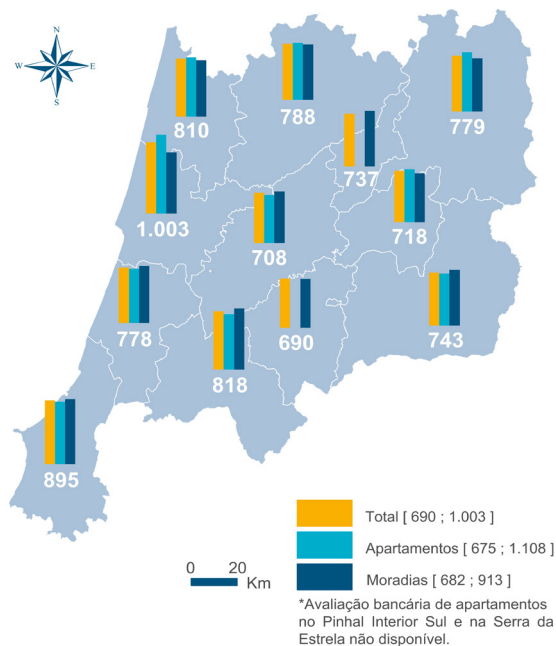 N
W E
S
810
788
779
737
1.003
718
708
778
690
743
818
895
Total [ 690 ; 1.003 ]
Apartamentos [ 675 ; 1.108 ]
Moradias [ 682 ; 913 ]
0 20
Km
*Avaliação bancária de apartamentos
no Pinhal Interior Sul e na Serra da
Estrela não disponível.